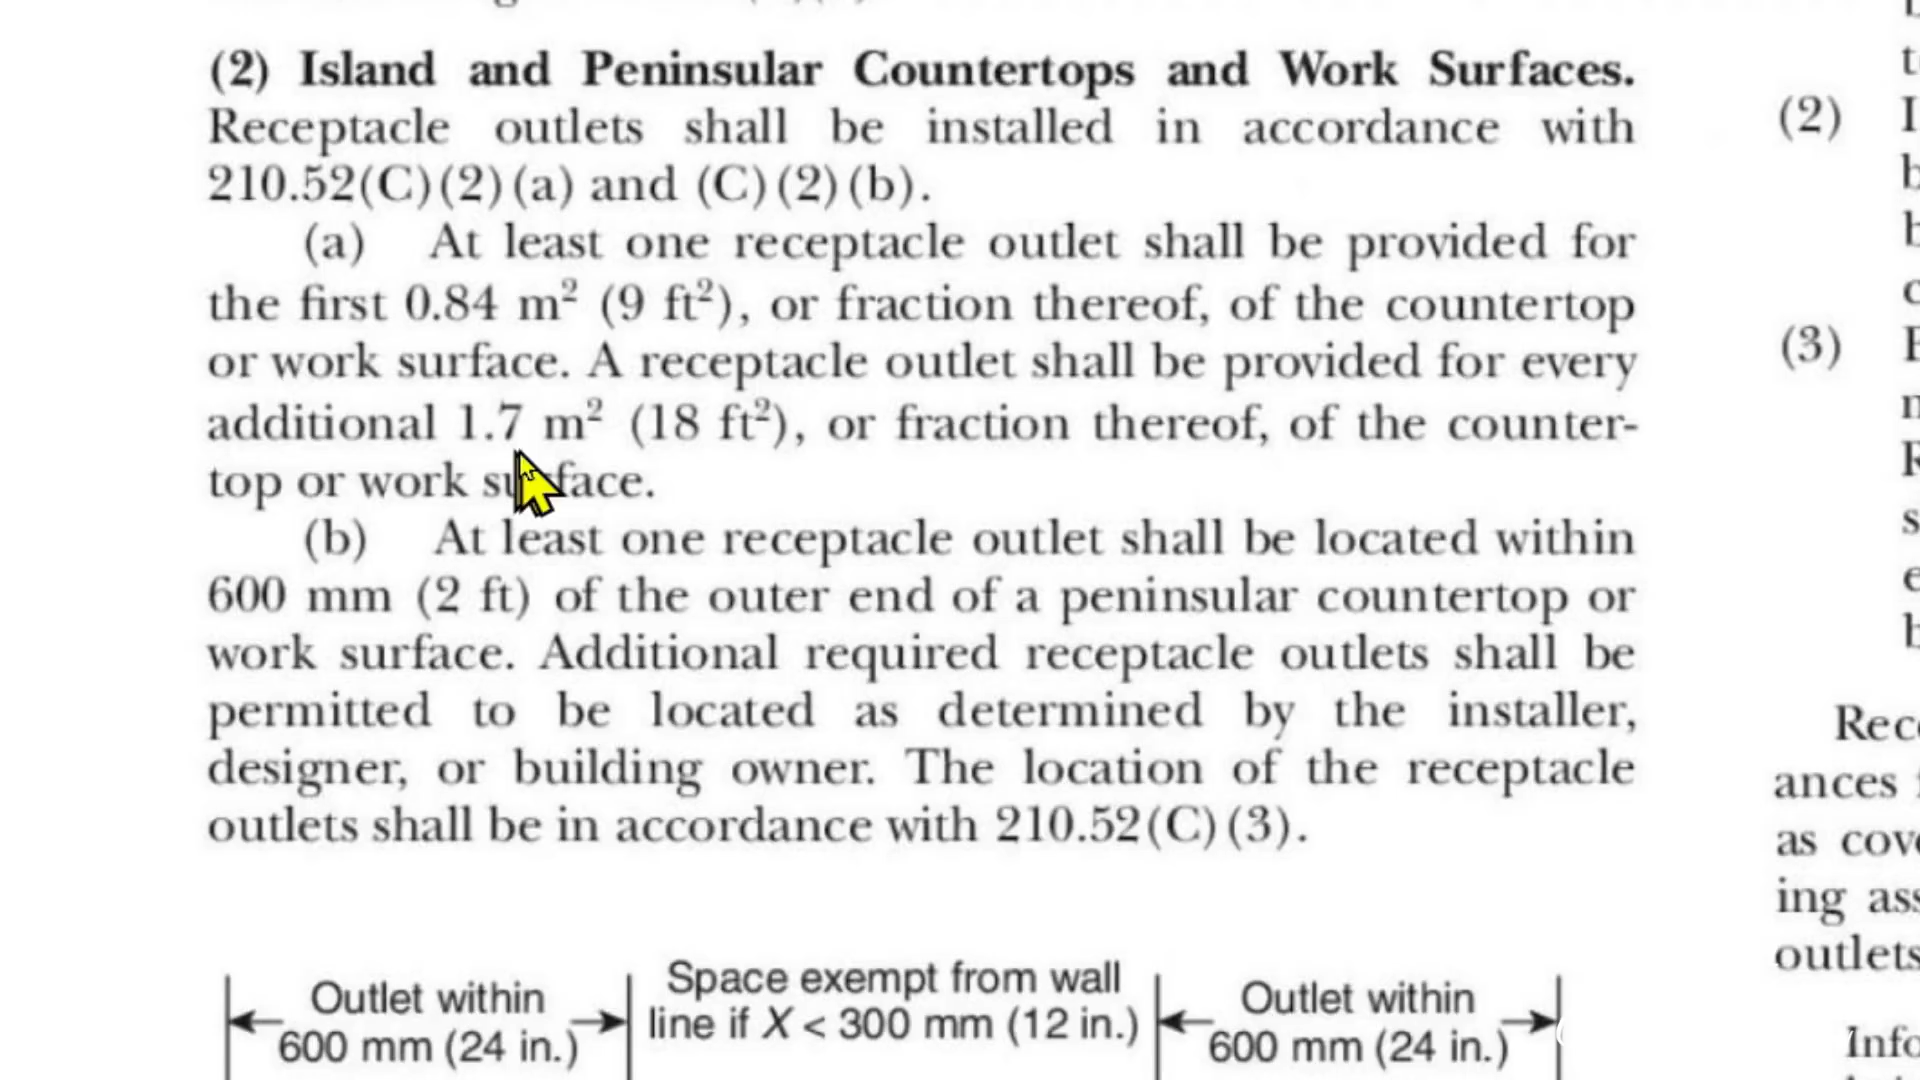 (2) Island and Peninsular Countertops and Work Surfaces.
Receptacle outlets shall be installed in accordance with
210.52(C)(2)(a) and (C)(2)(b).
(a) At least one receptacle outlet shall be provided for
the first 0.84 m² (9 ft²), or fraction thereof, of the countertop
or work surface. A receptacle outlet shall be provided for every
additional 1.7 m² (18 ft²), or fraction thereof, of the counter-
top or work surface.
(b) At least one receptacle outlet shall be located within
600 mm (2 ft) of the outer end of a peninsular countertop or
work surface. Additional required receptacle outlets shall be
permitted to be located as determined by the installer,
designer, or building owner. The location of the receptacle
outlets shall be in accordance with 210.52(C)(3).
Outlet within
600 mm (24 in.)
Space exempt from wall
line if X < 300 mm (12 in.)
Outlet within
600 mm (24 in.)
(2)
(3)
ances
as
ing
outlets